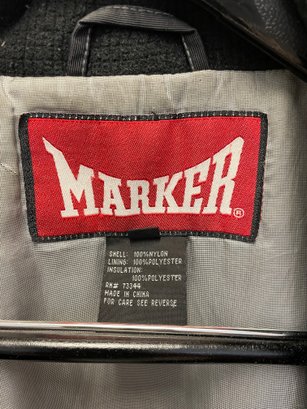 MARKER®
SHELL: 100%NYLON
LINING: 100%POLYESTER
INSULATION:
100%POLYESTER
RN# 73344
MADE IN CHINA
FOR CARE SEE REVERSE